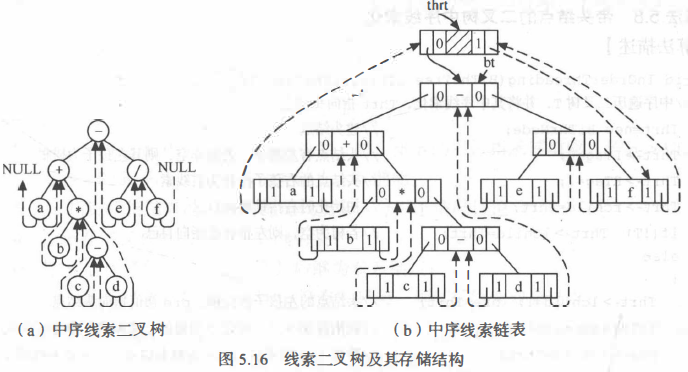 thrt
0 1
bt
0 - 0
-
0 + 0
0 / 0
NULL
+
/
NULL
a
*
e
f
1 a 1
0 * 0
1 e 1
1 f 1
b
-
1 b 1
0 - 0
c
d
1 c 1
1 d 1
(a) 中序线索二叉树
(b) 中序线索链表
图 5.16 线索二叉树及其存储结构